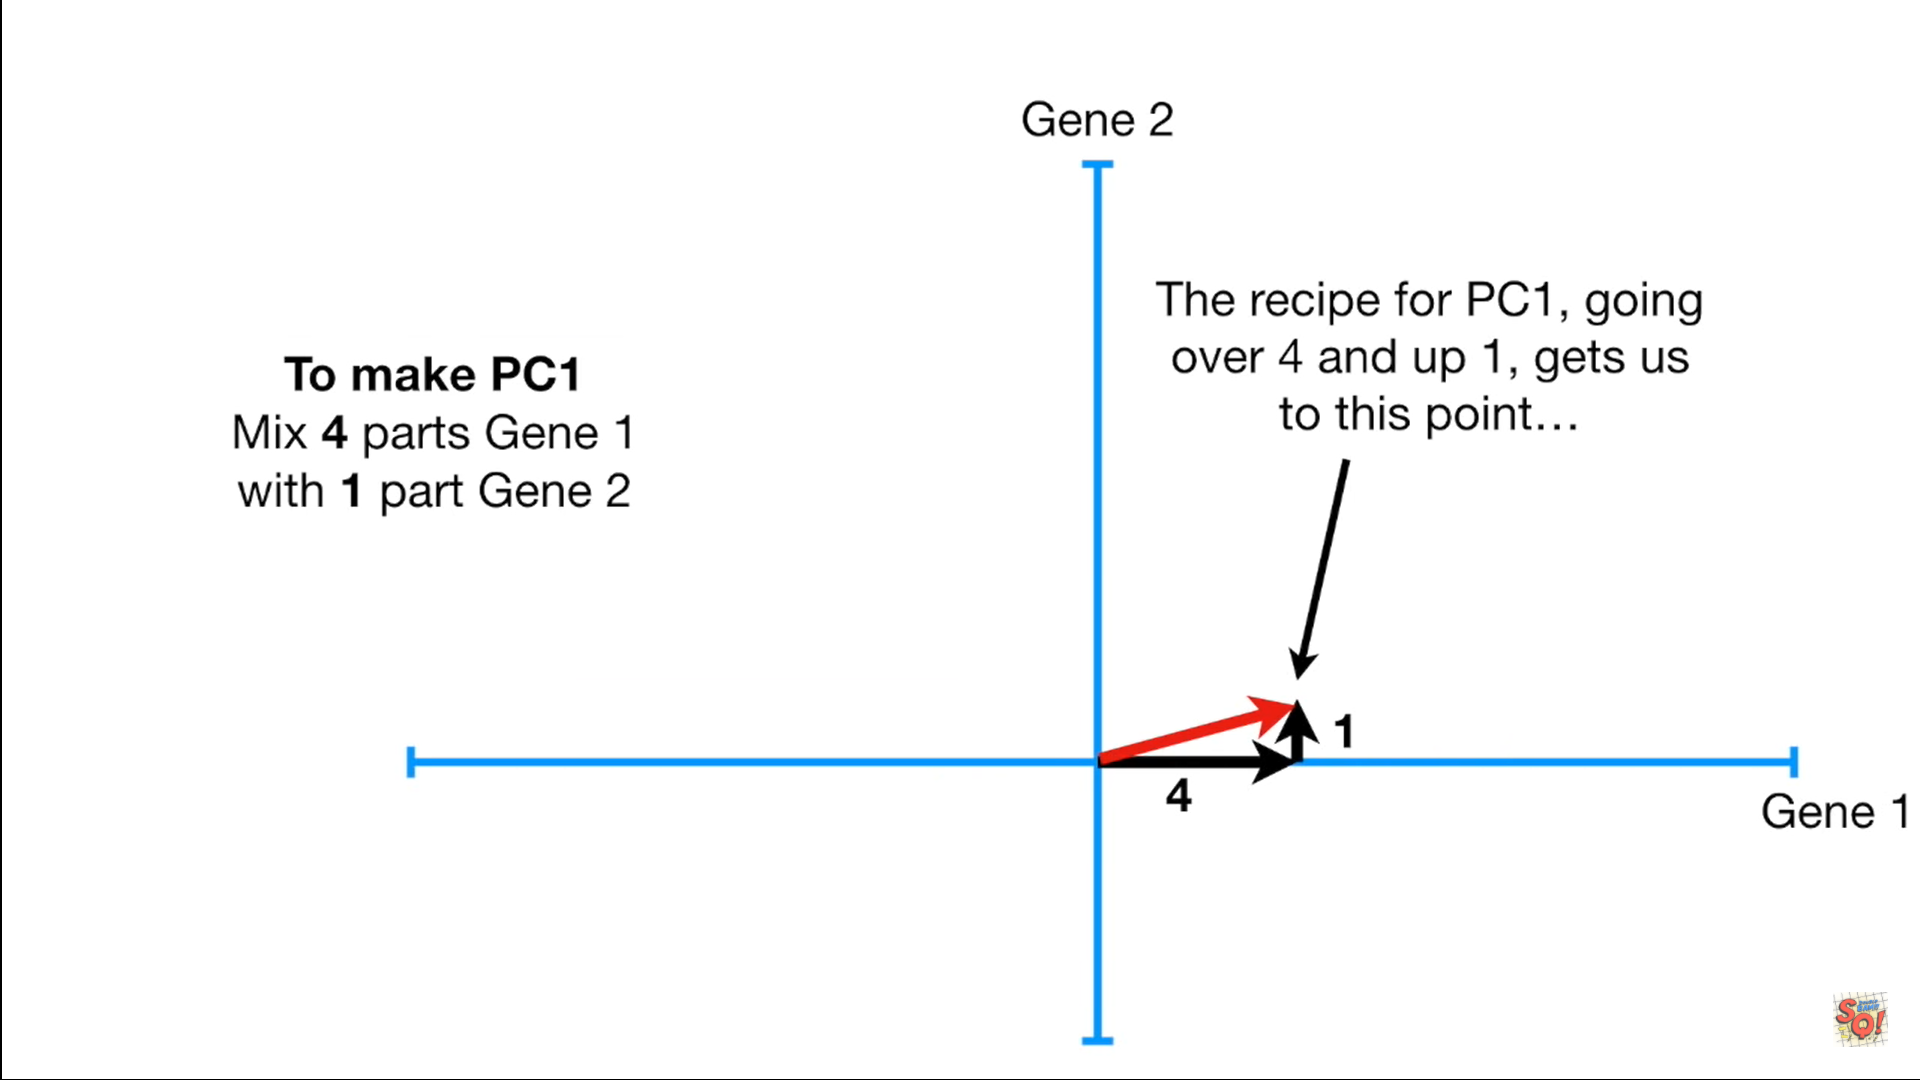 Gene 2
The recipe for PC1, going
over 4 and up 1, gets us
to this point...
To make PC1
Mix 4 parts Gene 1
with 1 part Gene 2
1
4
Gene 1
SQ!